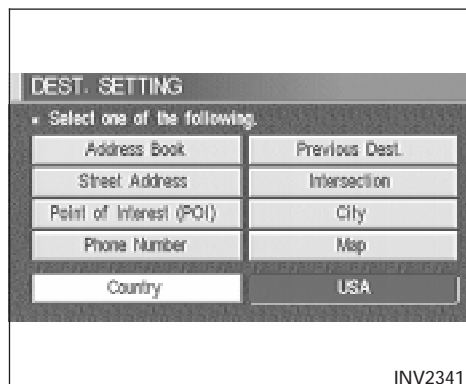 DEST. SETTING
Select one of the following.
Address Book Previous Dest.
Street Address Intersection
Point of Interest (POI) City
Phone Number Map
Country USA
INV2341